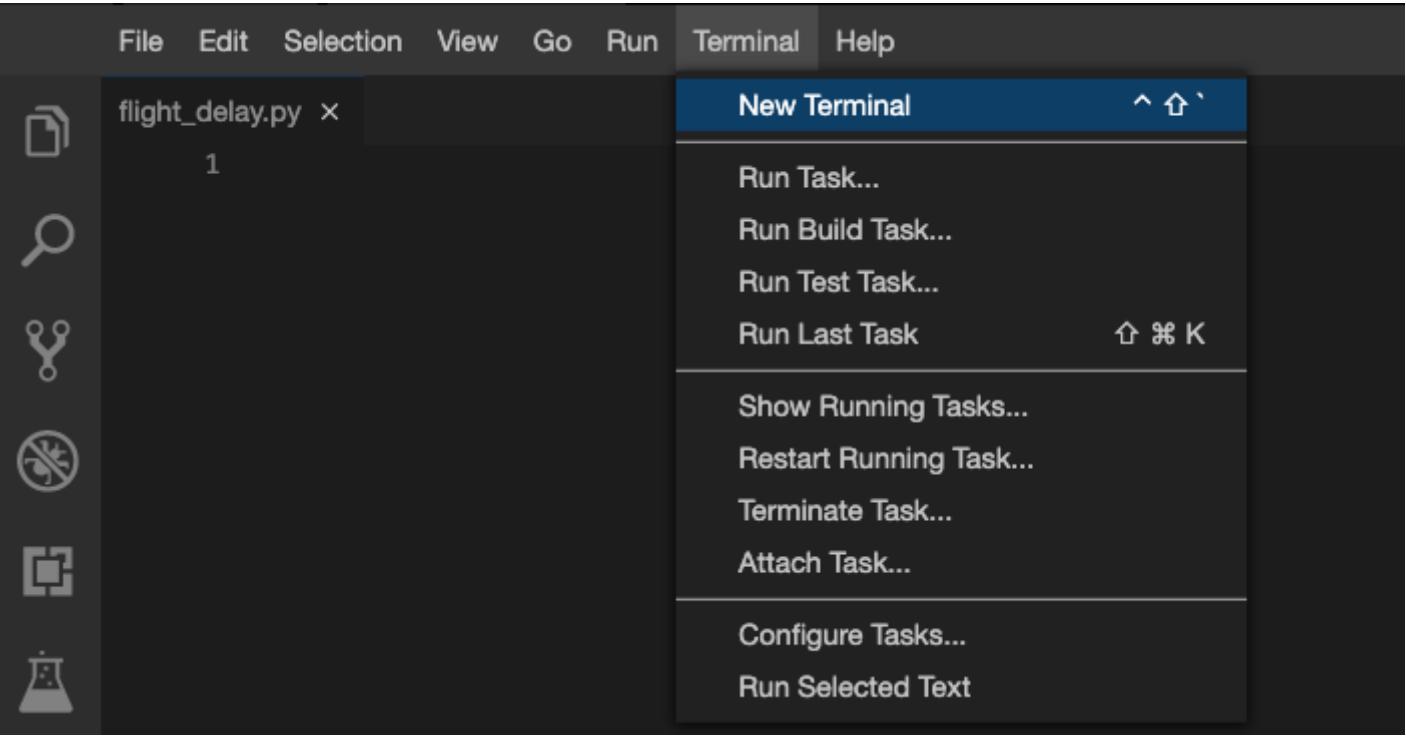 File Edit Selection View Go Run Terminal Help
flight_delay.py ×
1
New Terminal ^ ⇧ `
Run Task...
Run Build Task...
Run Test Task...
Run Last Task ⇧ ⌘ K
Show Running Tasks...
Restart Running Task...
Terminate Task...
Attach Task...
Configure Tasks...
Run Selected Text